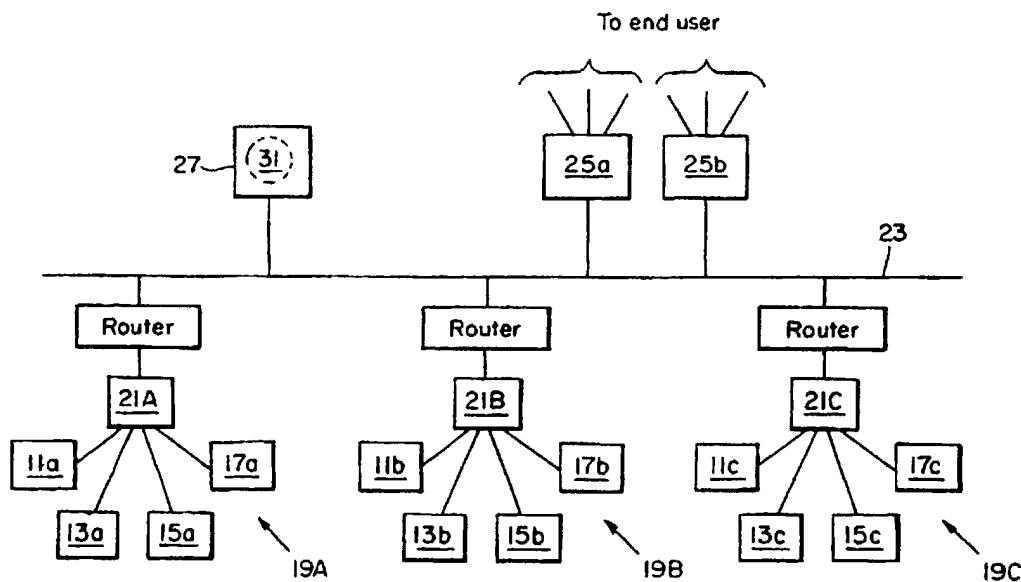 To end user
27
31
25a
25b
23
Router
Router
Router
21A
21B
21C
11a
17a
11b
17b
11c
17c
13a
15a
13b
15b
13c
15c
19A
19B
19C